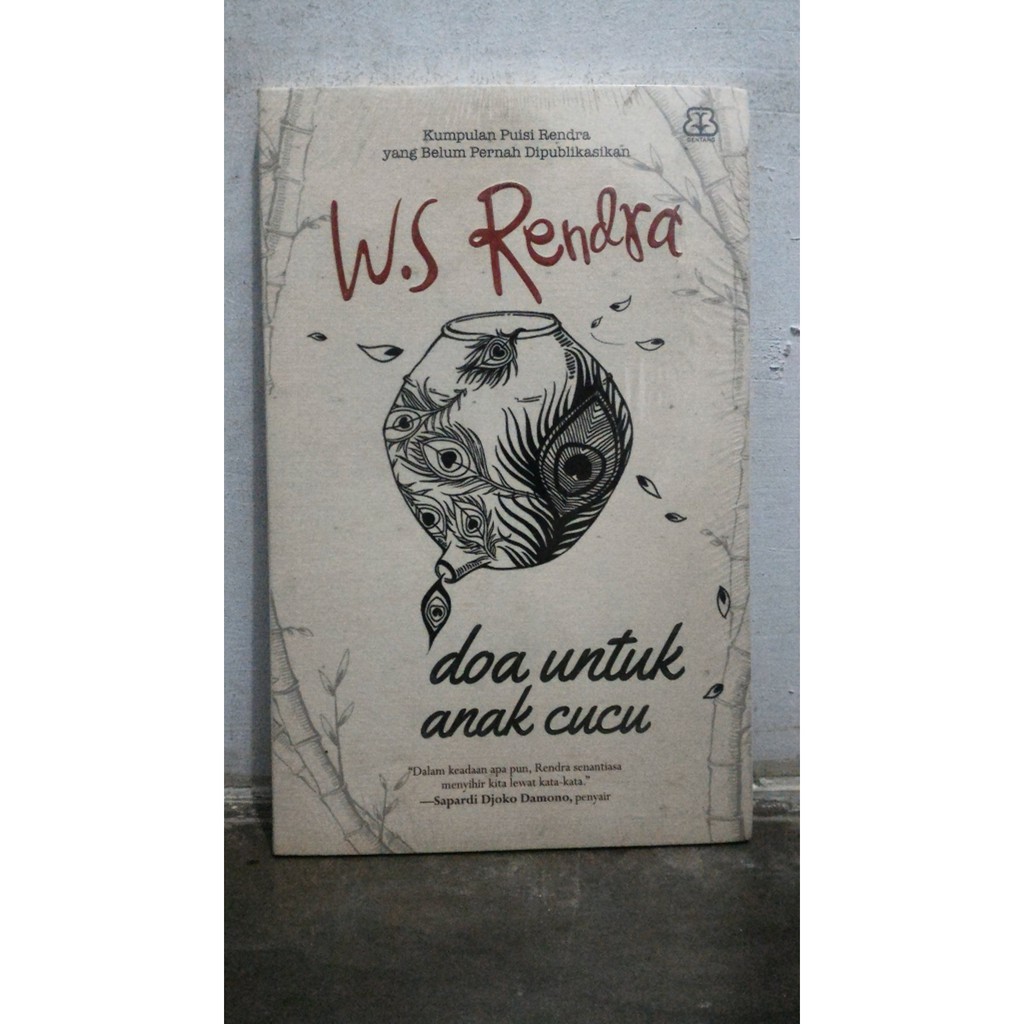 Kumpulan Puisi Rendra
yang Belum Pernah Dipublikasikan
BENTANG
W.S Rendra
doa untuk
anak cucu
"Dalam keadaan apa pun, Rendra senantiasa
menyihir kita lewat kata-kata."
—Sapardi Djoko Damono, penyair